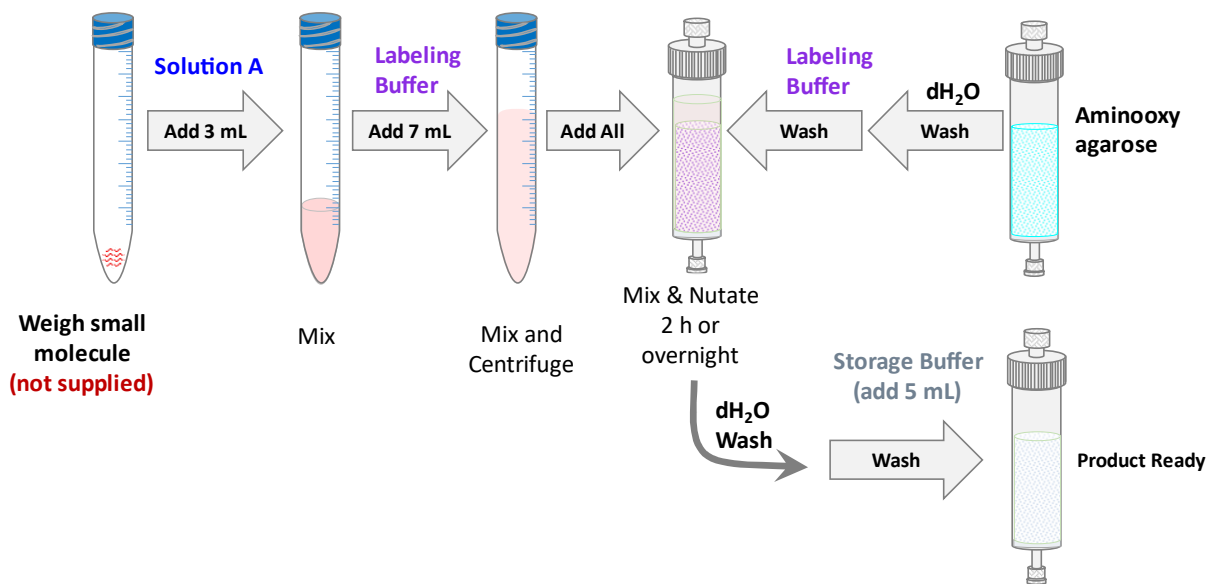 Solution A
Add 3 mL
Labeling
Buffer
Add 7 mL
Add All
Labeling
Buffer
Wash
dH₂O
Wash
Aminooxy
agarose
Weigh small
molecule
(not supplied)
Mix
Mix and
Centrifuge
Mix & Nutate
2 h or
overnight
dH₂O
Wash
Storage Buffer
(add 5 mL)
Wash
Product Ready